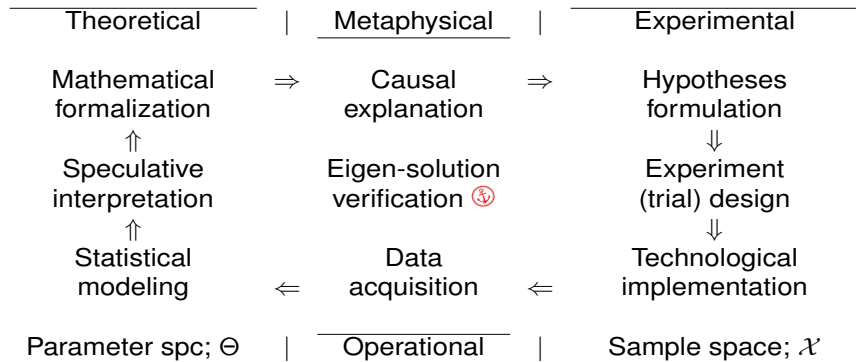 Theoretical | Metaphysical | Experimental
Mathematical ⇒ Causal ⇒ Hypotheses
formalization explanation formulation
⇑ ⇓
Speculative Eigen-solution Experiment
interpretation verification ⚓ (trial) design
⇑ ⇓
Statistical Data Technological
modeling ⇐ acquisition ⇐ implementation
Parameter spc; Θ | Operational | Sample space; 𝒳